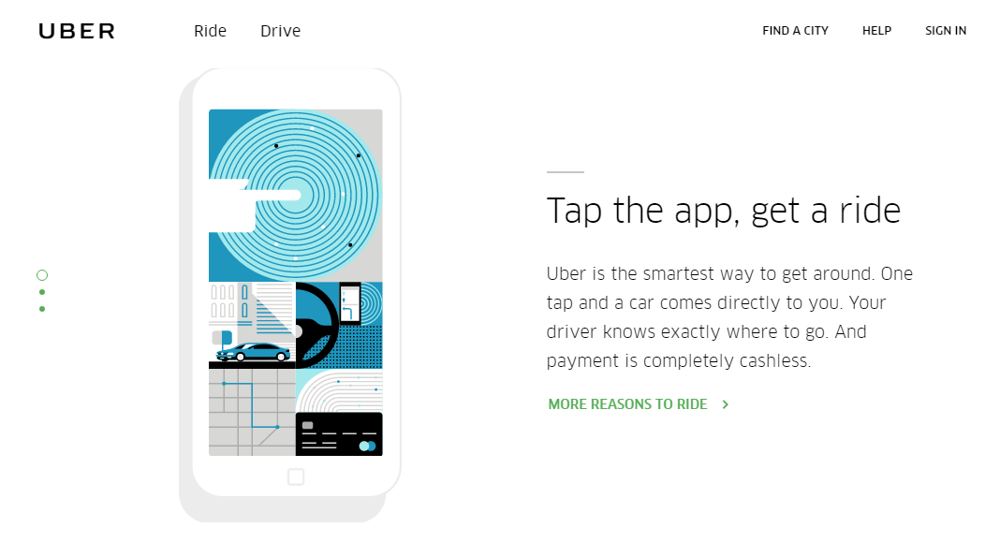 UBER
Ride
Drive
FIND A CITY
HELP
SIGN IN
Tap the app, get a ride
Uber is the smartest way to get around. One
tap and a car comes directly to you. Your
driver knows exactly where to go. And
payment is completely cashless.
MORE REASONS TO RIDE